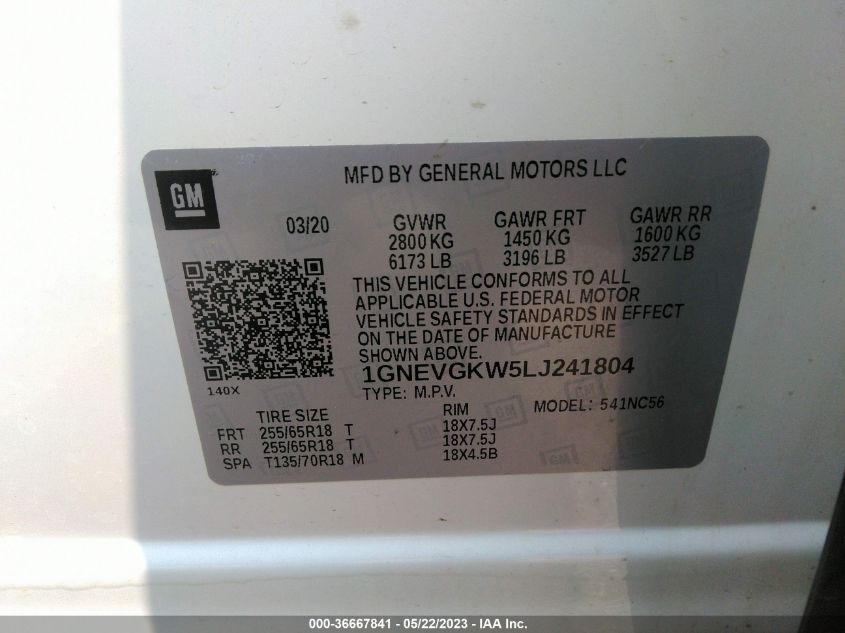 GM
MFD BY GENERAL MOTORS LLC
03/20
GVWR GAWR FRT GAWR RR
2800 KG 1450 KG 1600 KG
6173 LB 3196 LB 3527 LB
THIS VEHICLE CONFORMS TO ALL
APPLICABLE U.S. FEDERAL MOTOR
VEHICLE SAFETY STANDARDS IN EFFECT
ON THE DATE OF MANUFACTURE
SHOWN ABOVE.
140X
1GNEVGKW5LJ241804
TYPE: M.P.V. MODEL: 541NC56
TIRE SIZE RIM
FRT 255/65R18 T 18X7.5J
RR 255/65R18 T 18X7.5J
SPA T135/70R18 M 18X4.5B
000-36667841 - 05/22/2023 - IAA Inc.